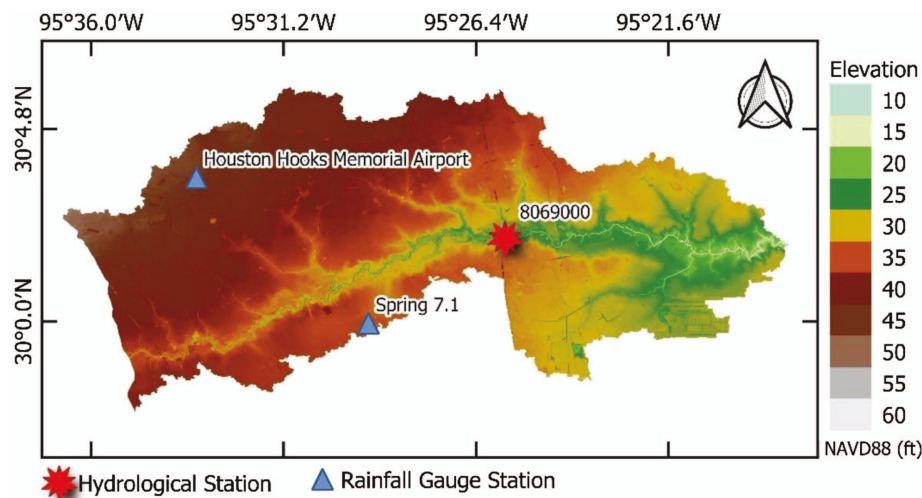 95°36.0'W 95°31.2'W 95°26.4'W 95°21.6'W
30°4.8'N
30°0.0'N
Houston Hooks Memorial Airport
8069000
Spring 7.1
Elevation
10
15
20
25
30
35
40
45
50
55
60
NAVD88 (ft)
Hydrological Station
Rainfall Gauge Station